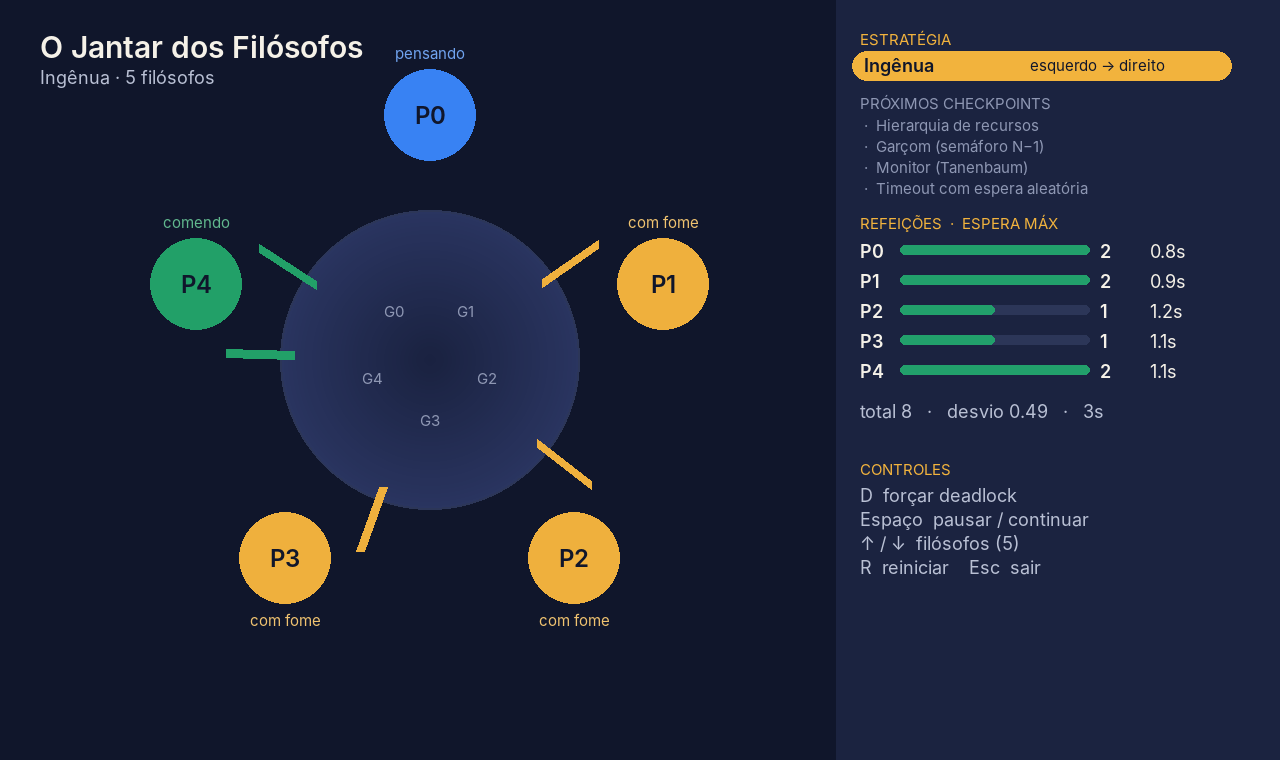 O Jantar dos Filósofos
Ingênua · 5 filósofos
pensando
P0
comendo
P4
com fome
P1
G0 G1
G4 G2
G3
P3
P2
com fome
com fome
ESTRATÉGIA
Ingênua esquerdo → direito
PRÓXIMOS CHECKPOINTS
· Hierarquia de recursos
· Garçom (semáforo N−1)
· Monitor (Tanenbaum)
· Timeout com espera aleatória
REFEIÇÕES · ESPERA MÁX
P0 2 0.8s
P1 2 0.9s
P2 1 1.2s
P3 1 1.1s
P4 2 1.1s
total 8 · desvio 0.49 · 3s
CONTROLES
D forçar deadlock
Espaço pausar / continuar
↑ / ↓ filósofos (5)
R reiniciar Esc sair